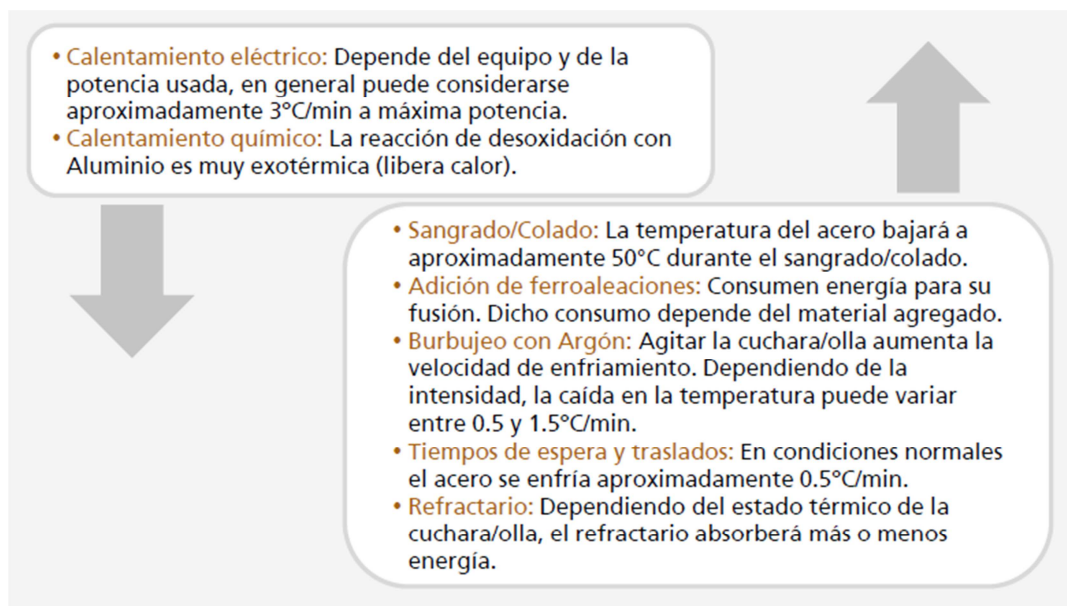 • Calentamiento eléctrico: Depende del equipo y de la
potencia usada, en general puede considerarse
aproximadamente 3°C/min a máxima potencia.
• Calentamiento químico: La reacción de desoxidación con
Aluminio es muy exotérmica (libera calor).
• Sangrado/Colado: La temperatura del acero bajará a
aproximadamente 50°C durante el sangrado/colado.
• Adición de ferroaleaciones: Consumen energía para su
fusión. Dicho consumo depende del material agregado.
• Burbujeo con Argón: Agitar la cuchara/olla aumenta la
velocidad de enfriamiento. Dependiendo de la
intensidad, la caída en la temperatura puede variar
entre 0.5 y 1.5°C/min.
• Tiempos de espera y traslados: En condiciones normales
el acero se enfría aproximadamente 0.5°C/min.
• Refractario: Dependiendo del estado térmico de la
cuchara/olla, el refractario absorberá más o menos
energía.